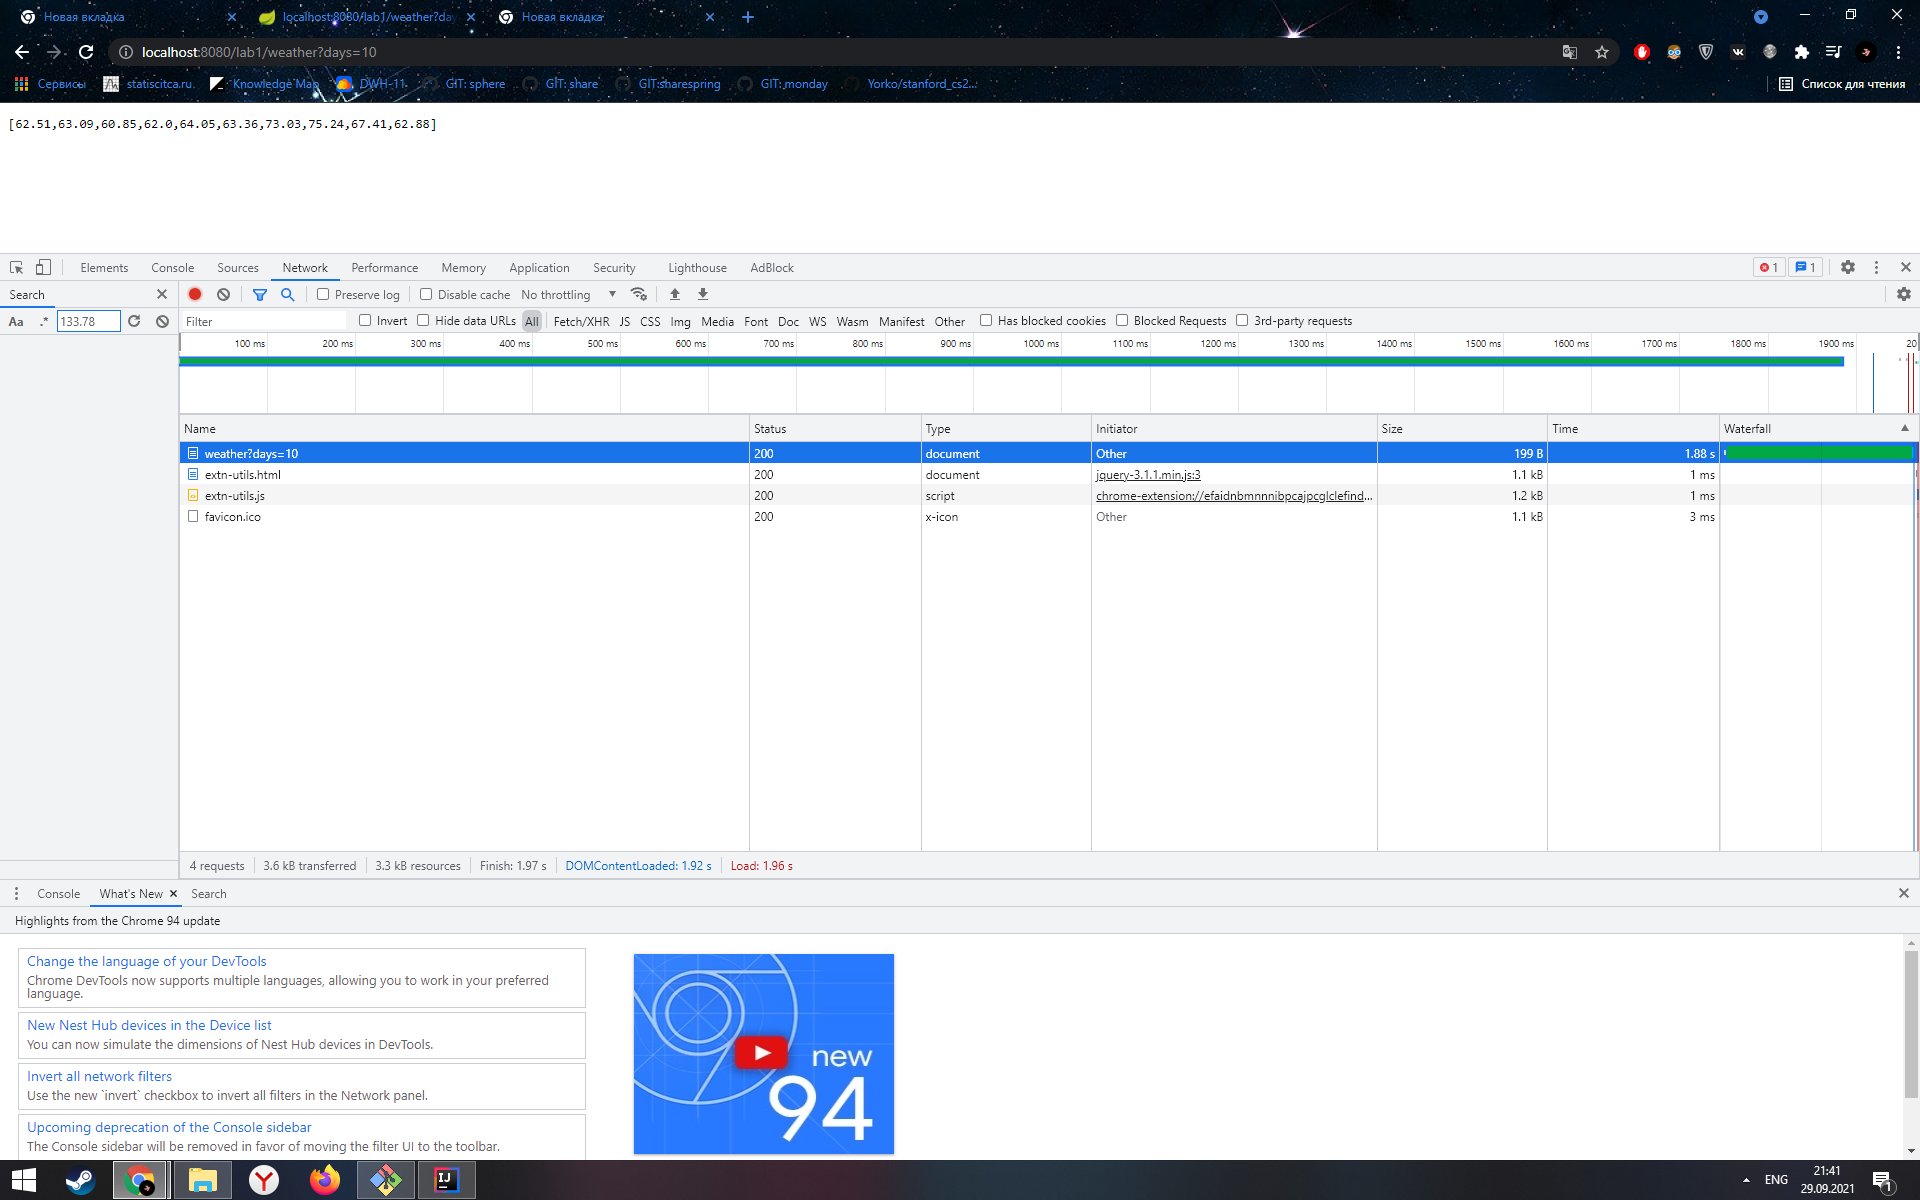 Новая вкладка
localhost:8080/lab1/weather?da
Новая вкладка
localhost:8080/lab1/weather?days=10
Сервисы
statiscitca.ru.
Knowledge Map
DWH-11
GIT: sphere
GIT: share
GIT:sharespring
GIT: monday
Yorko/stanford_cs2...
Список для чтения
[62.51,63.09,60.85,62.0,64.05,63.36,73.03,75.24,67.41,62.88]
Elements Console Sources Network Performance Memory Application Security Lighthouse AdBlock 1 1
Search Preserve log Disable cache No throttling
Aa .* 133.78 Filter Invert Hide data URLs All Fetch/XHR JS CSS Img Media Font Doc WS Wasm Manifest Other Has blocked cookies Blocked Requests 3rd-party requests
100 ms 200 ms 300 ms 400 ms 500 ms 600 ms 700 ms 800 ms 900 ms 1000 ms 1100 ms 1200 ms 1300 ms 1400 ms 1500 ms 1600 ms 1700 ms 1800 ms 1900 ms 20
Name Status Type Initiator Size Time Waterfall
weather?days=10 200 document Other 199 B 1.88 s
extn-utils.html 200 document jquery-3.1.1.min.js:3 1.1 kB 1 ms
extn-utils.js 200 script chrome-extension://efaidnbmnnnibpcajpcglclefind... 1.2 kB 1 ms
favicon.ico 200 x-icon Other 1.1 kB 3 ms
4 requests 3.6 kB transferred 3.3 kB resources Finish: 1.97 s DOMContentLoaded: 1.92 s Load: 1.96 s
Console What's New Search
Highlights from the Chrome 94 update
Change the language of your DevTools
Chrome DevTools now supports multiple languages, allowing you to work in your preferred
language.
New Nest Hub devices in the Device list
You can now simulate the dimensions of Nest Hub devices in DevTools.
Invert all network filters
Use the new `invert` checkbox to invert all filters in the Network panel.
Upcoming deprecation of the Console sidebar
The Console sidebar will be removed in favor of moving the filter UI to the toolbar.
new
94
ENG
21:41
29.09.2021
1